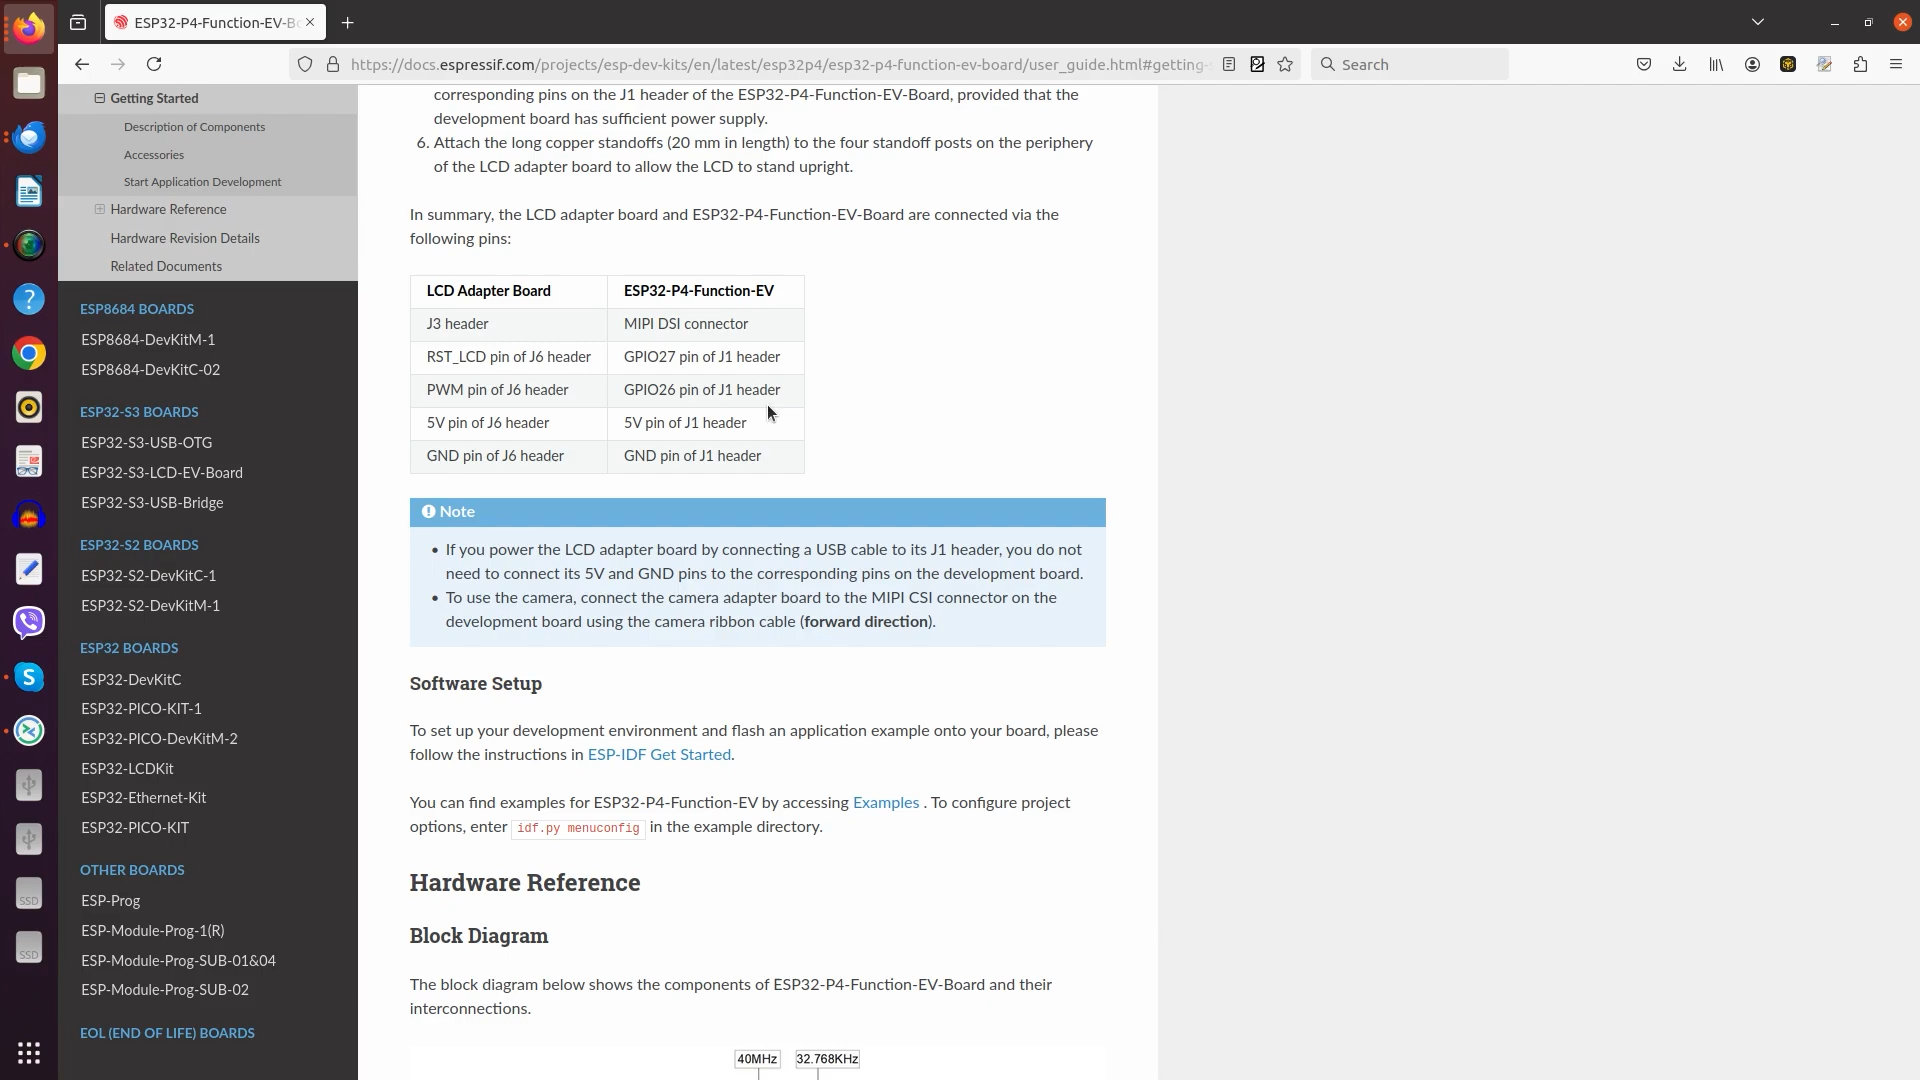 ESP32-P4-Function-EV-Bo
https://docs.espressif.com/projects/esp-dev-kits/en/latest/esp32p4/esp32-p4-function-ev-board/user_guide.html#getting-
Search
Getting Started
Description of Components
Accessories
Start Application Development
Hardware Reference
Hardware Revision Details
Related Documents
ESP8684 BOARDS
ESP8684-DevKitM-1
ESP8684-DevKitC-02
ESP32-S3 BOARDS
ESP32-S3-USB-OTG
ESP32-S3-LCD-EV-Board
ESP32-S3-USB-Bridge
ESP32-S2 BOARDS
ESP32-S2-DevKitC-1
ESP32-S2-DevKitM-1
ESP32 BOARDS
ESP32-DevKitC
ESP32-PICO-KIT-1
ESP32-PICO-DevKitM-2
ESP32-LCDKit
ESP32-Ethernet-Kit
ESP32-PICO-KIT
OTHER BOARDS
ESP-Prog
ESP-Module-Prog-1(R)
ESP-Module-Prog-SUB-01&04
ESP-Module-Prog-SUB-02
EOL (END OF LIFE) BOARDS
SSD
SSD
corresponding pins on the J1 header of the ESP32-P4-Function-EV-Board, provided that the
development board has sufficient power supply.
6. Attach the long copper standoffs (20 mm in length) to the four standoff posts on the periphery
of the LCD adapter board to allow the LCD to stand upright.
In summary, the LCD adapter board and ESP32-P4-Function-EV-Board are connected via the
following pins:
LCD Adapter Board ESP32-P4-Function-EV
J3 header MIPI DSI connector
RST_LCD pin of J6 header GPIO27 pin of J1 header
PWM pin of J6 header GPIO26 pin of J1 header
5V pin of J6 header 5V pin of J1 header
GND pin of J6 header GND pin of J1 header
Note
• If you power the LCD adapter board by connecting a USB cable to its J1 header, you do not
need to connect its 5V and GND pins to the corresponding pins on the development board.
• To use the camera, connect the camera adapter board to the MIPI CSI connector on the
development board using the camera ribbon cable (forward direction).
Software Setup
To set up your development environment and flash an application example onto your board, please
follow the instructions in ESP-IDF Get Started.
You can find examples for ESP32-P4-Function-EV by accessing Examples . To configure project
options, enter idf.py menuconfig in the example directory.
Hardware Reference
Block Diagram
The block diagram below shows the components of ESP32-P4-Function-EV-Board and their
interconnections.
40MHz 32.768KHz